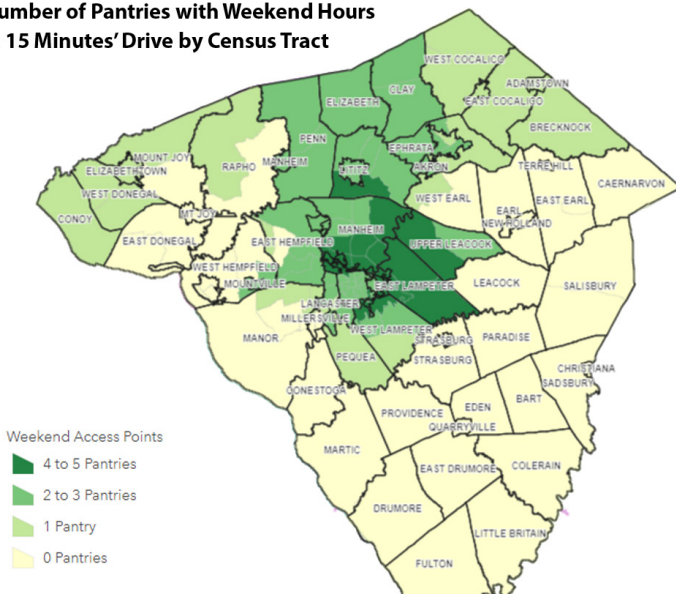 umber of Pantries with Weekend Hours
15 Minutes' Drive by Census Tract
WEST COCALICO
ADAMSTOWN
CLAY
EAST COCALICO
ELIZABETH
BRECKNOCK
PENN
EPHRATA
MOUNT JOY
MANHEIM
RAPHO
LITITZ
AKRON
TERRE HILL
ELIZABETHTOWN
CAERNARVON
WEST DONEGAL
WEST EARL
EAST EARL
EARL
CONOY
MT JOY
NEW HOLLAND
MANHEIM
EAST DONEGAL
EAST HEMPFIELD
UPPER LEACOCK
WEST HEMPFIELD
MOUNTVILLE
EAST LAMPETER
LEACOCK
SALISBURY
LANCASTER
MILLERSVILLE
WEST LAMPETER
MANOR
STRASBURG
PARADISE
PEQUEA
STRASBURG
CHRISTIANA
SADSBURY
CONESTOGA
BART
EDEN
PROVIDENCE
QUARRYVILLE
Weekend Access Points
MARTIC
4 to 5 Pantries
EAST DRUMORE
COLERAIN
2 to 3 Pantries
DRUMORE
1 Pantry
LITTLE BRITAIN
0 Pantries
FULTON